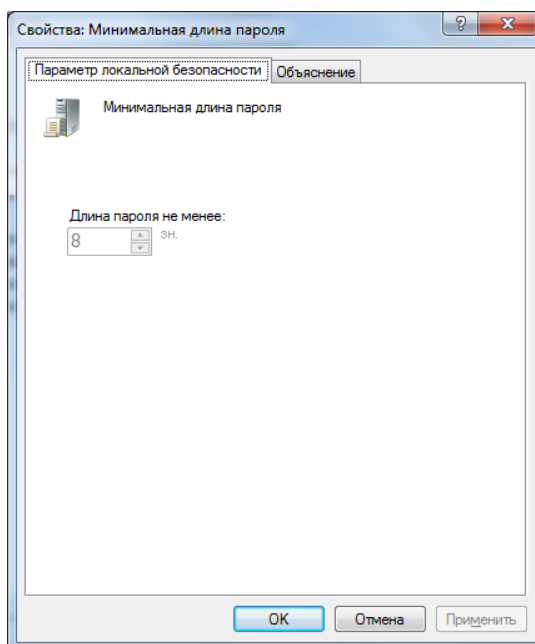 Свойства: Минимальная длина пароля
Параметр локальной безопасности
Объяснение
Минимальная длина пароля
Длина пароля не менее:
8 зн.
ОК Отмена Применить